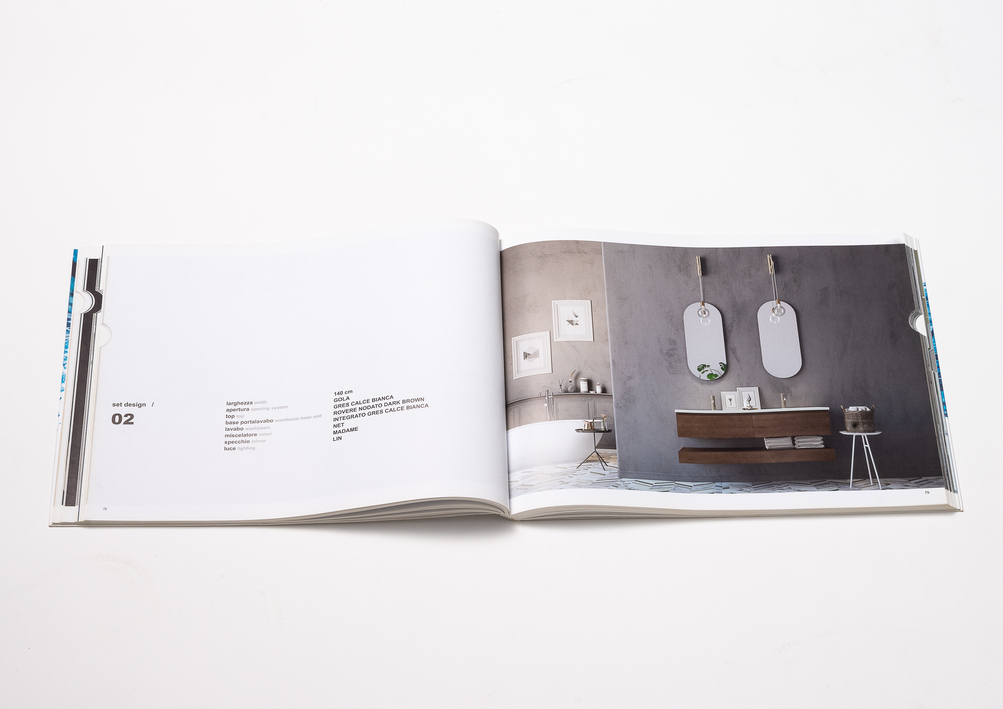 set design /
02
larghezza width
apertura opening system
top top
base portalavabo washbasin base unit
lavabo washbasin
miscelatore mixer
specchio mirror
luce lighting
140 cm
GOLA
GRES CALCE BIANCA
ROVERE NODATO DARK BROWN
INTEGRATO GRES CALCE BIANCA
NET
MADAME
LIN
78
79